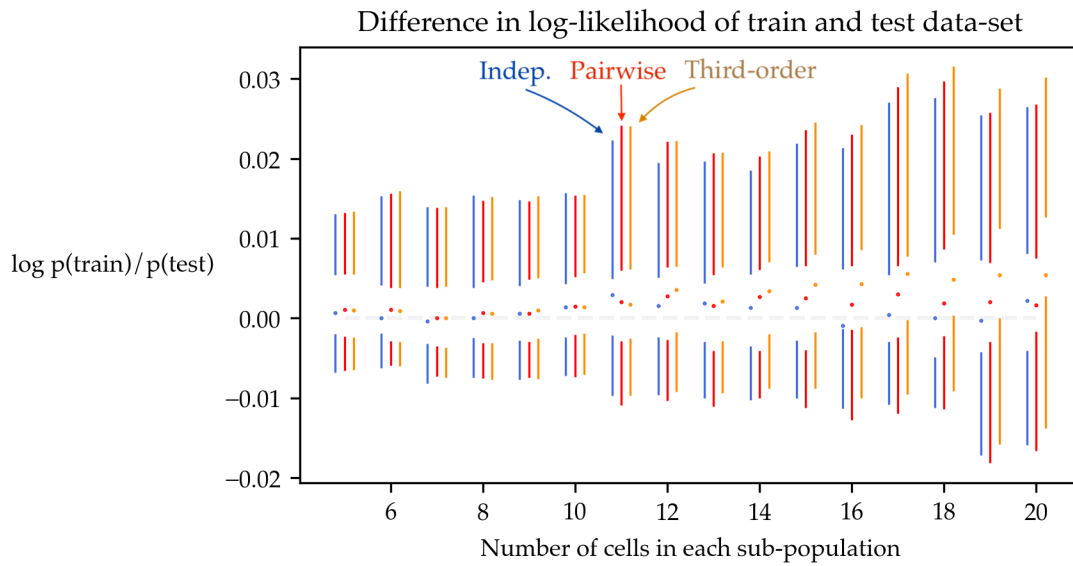 Difference in log-likelihood of train and test data-set
Indep. Pairwise Third-order
0.03
0.02
0.01
log p(train)/p(test)
0.00
−0.01
−0.02
6 8 10 12 14 16 18 20
Number of cells in each sub-population